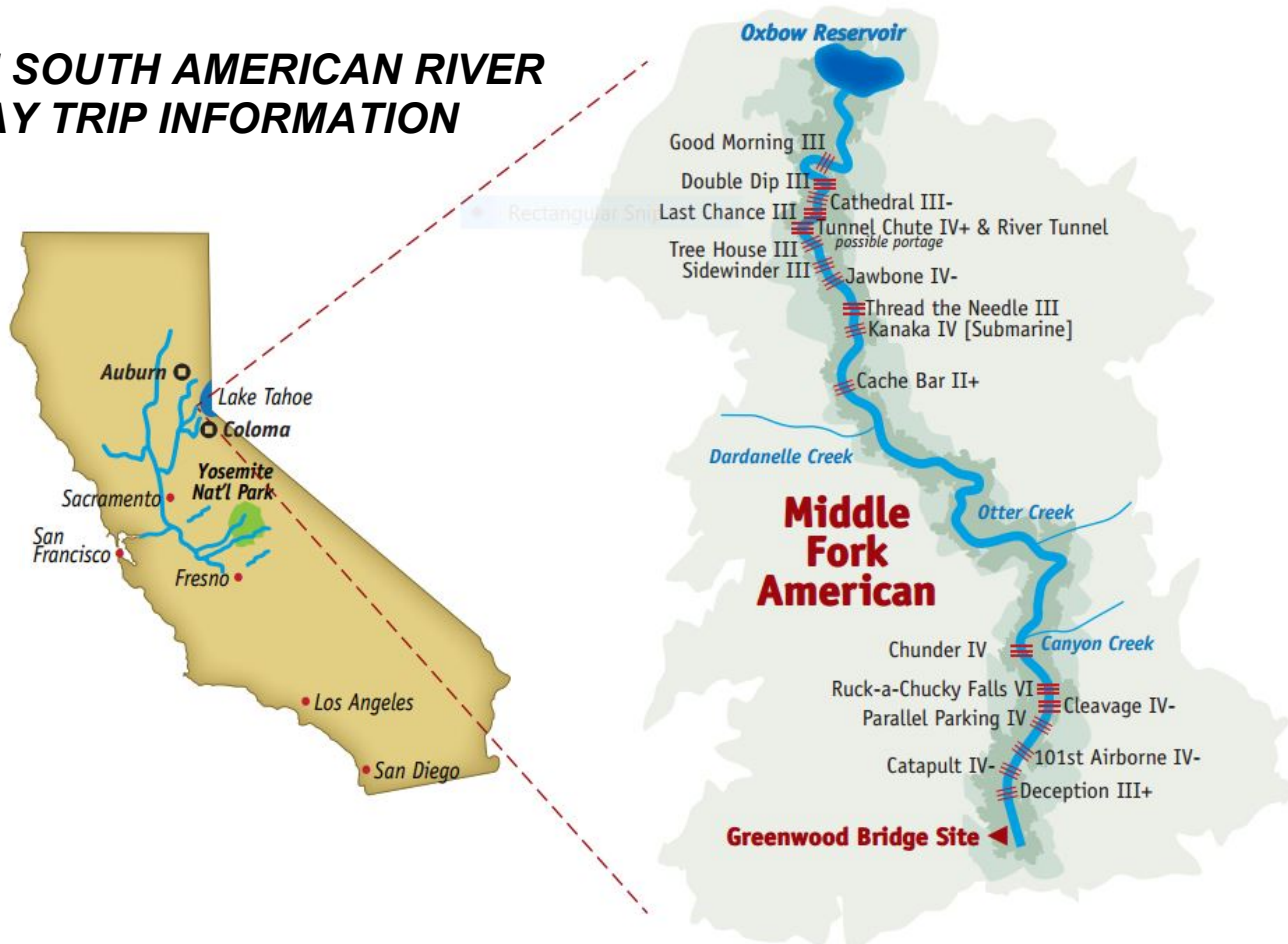 SOUTH AMERICAN RIVER
AY TRIP INFORMATION
Auburn
Lake Tahoe
Coloma
Yosemite
Nat'l Park
Sacramento
San
Francisco
Fresno
Los Angeles
San Diego
Oxbow Reservoir
Good Morning III
Double Dip III
Cathedral III-
Rectangular Snip
Last Chance III
Tunnel Chute IV+ & River Tunnel
possible portage
Tree House III
Sidewinder III
Jawbone IV-
Thread the Needle III
Kanaka IV [Submarine]
Cache Bar II+
Dardanelle Creek
Middle
Fork
American
Otter Creek
Canyon Creek
Chunder IV
Ruck-a-Chucky Falls VI
Cleavage IV-
Parallel Parking IV
101st Airborne IV-
Catapult IV-
Deception III+
Greenwood Bridge Site